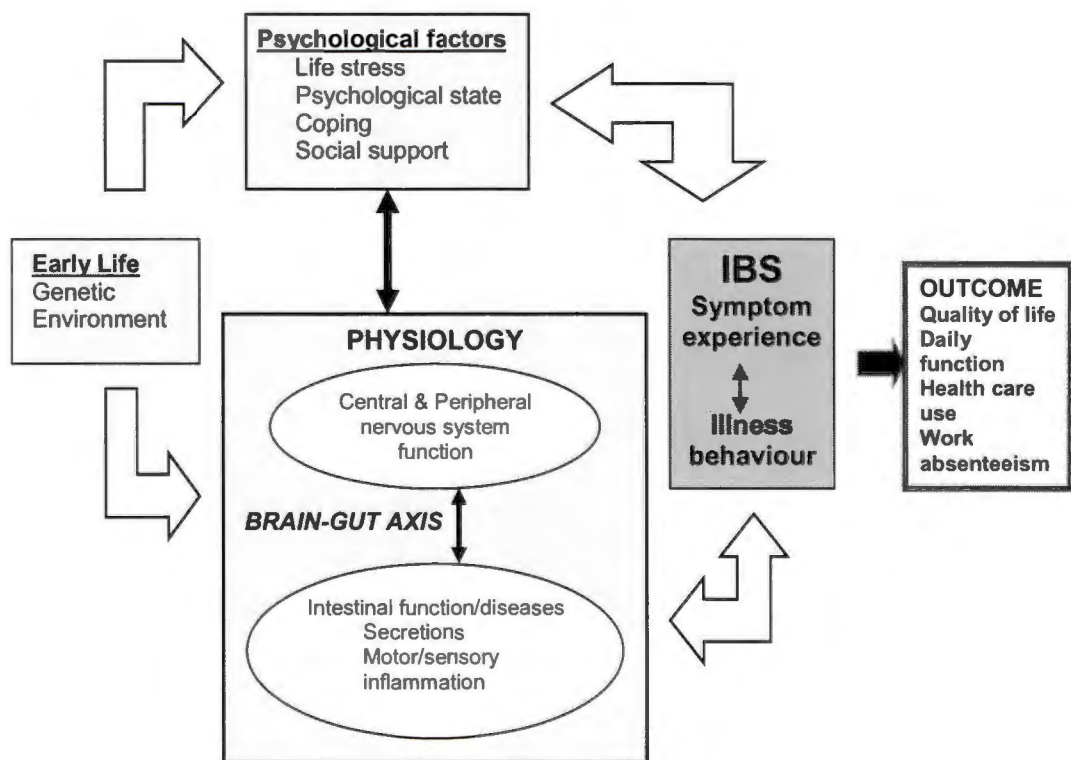 Psychological factors
Life stress
Psychological state
Coping
Social support
Early Life
Genetic
Environment
PHYSIOLOGY
Central & Peripheral
nervous system
function
BRAIN-GUT AXIS
Intestinal function/diseases
Secretions
Motor/sensory
inflammation
IBS
Symptom
experience
Illness
behaviour
OUTCOME
Quality of life
Daily
function
Health care
use
Work
absenteeism